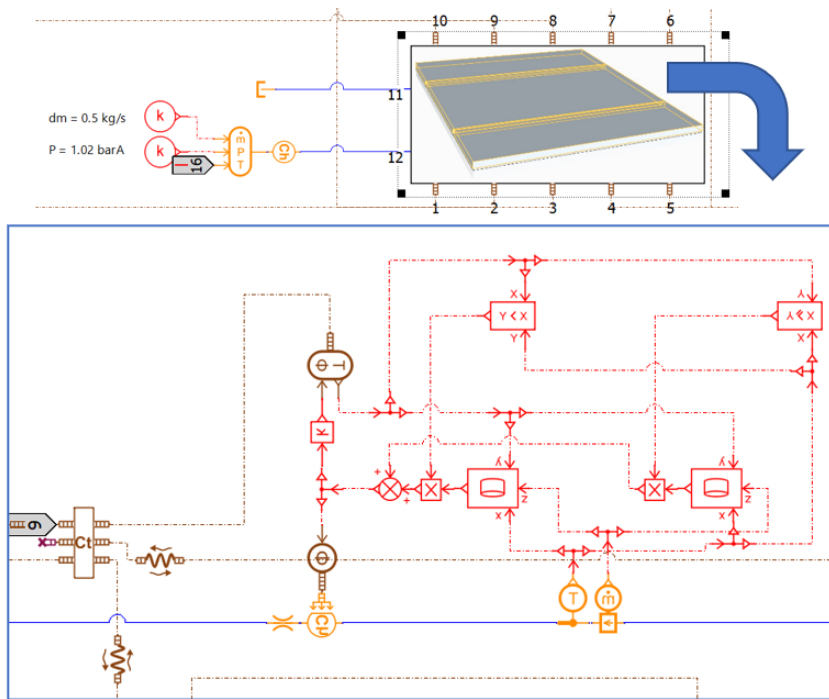 10 9 8 7 6
11
dm = 0.5 kg/s
k
ṁ
P = 1.02 barA
k
P
T
16
Ch
12
1 2 3 4 5
X
Y
Y < X
Y
X
T
Φ
K
+
+
X
y
z
x
X
y
z
x
9
Ct
Φ
T
ṁ
Ch